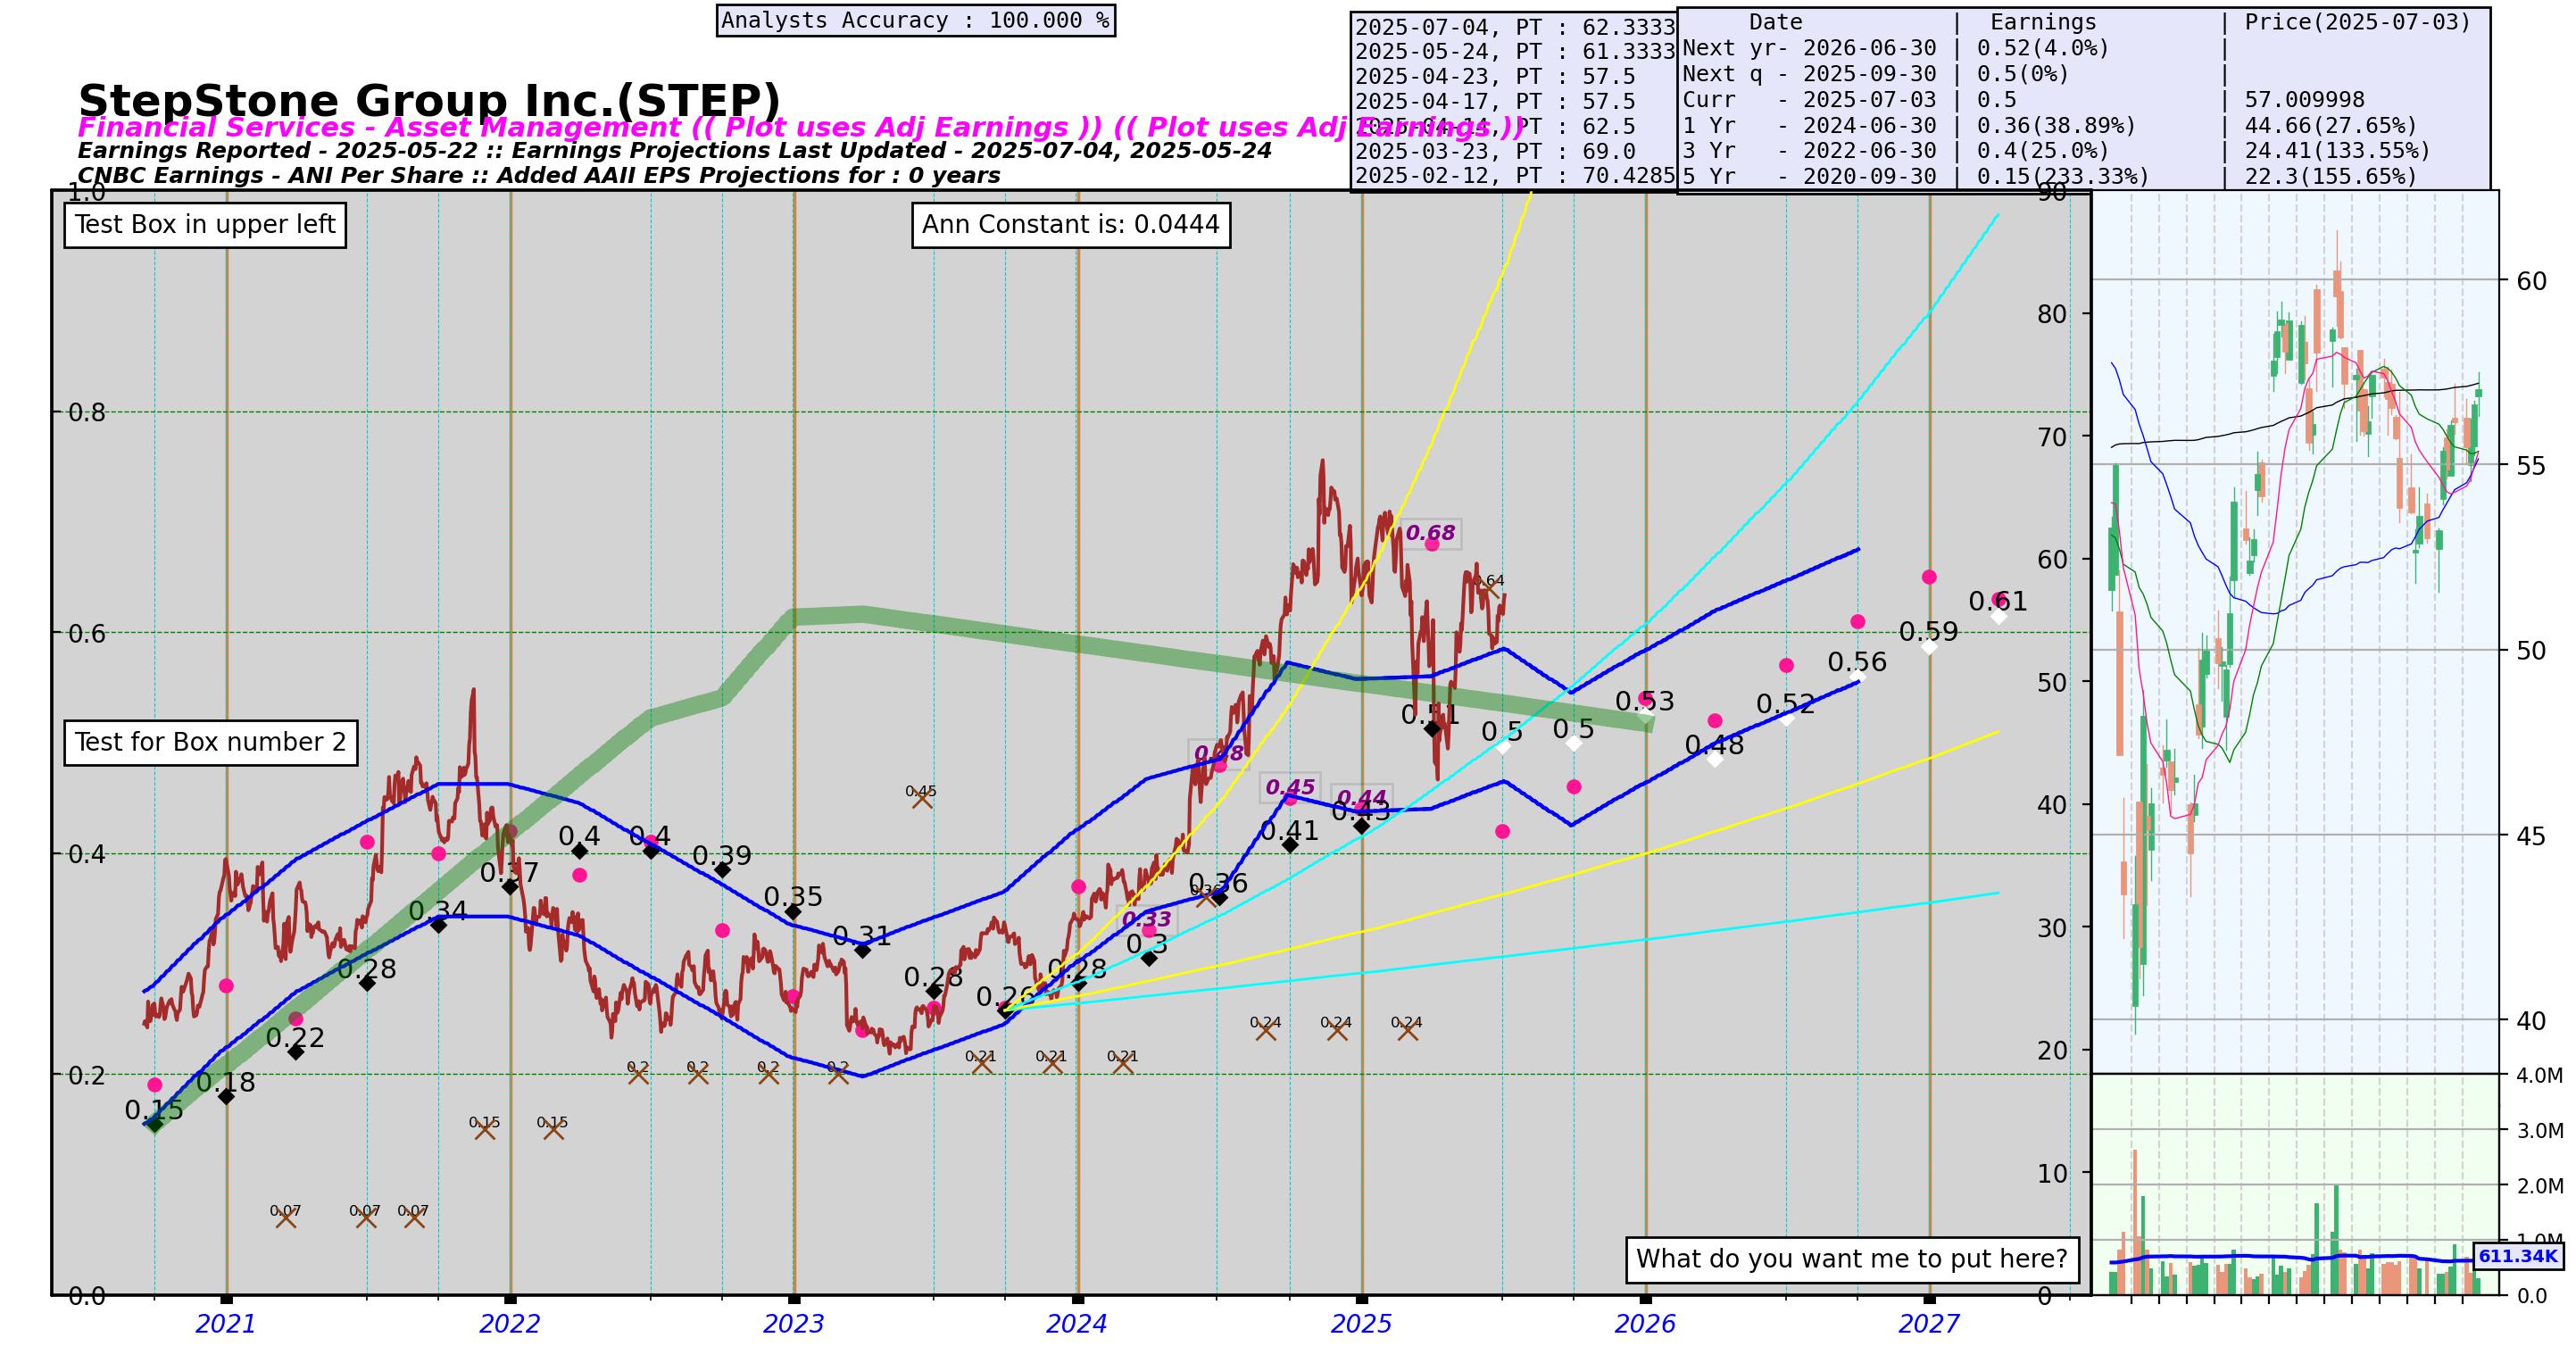 Analysts Accuracy : 100.000 %
2025-07-04, PT : 62.3333
2025-05-24, PT : 61.3333
2025-04-23, PT : 57.5
2025-04-17, PT : 57.5
2025-04-14, PT : 62.5
2025-03-23, PT : 69.0
2025-02-12, PT : 70.4285
Date | Earnings | Price(2025-07-03)
Next yr- 2026-06-30 | 0.52(4.0%) |
Next q - 2025-09-30 | 0.5(0%) |
Curr - 2025-07-03 | 0.5 | 57.009998
1 Yr - 2024-06-30 | 0.36(38.89%) | 44.66(27.65%)
3 Yr - 2022-06-30 | 0.4(25.0%) | 24.41(133.55%)
5 Yr - 2020-09-30 | 0.15(233.33%) | 22.3(155.65%)
StepStone Group Inc.(STEP)
Financial Services - Asset Management (( Plot uses Adj Earnings )) (( Plot uses Adj Earnings ))
Earnings Reported - 2025-05-22 :: Earnings Projections Last Updated - 2025-07-04, 2025-05-24
CNBC Earnings - ANI Per Share :: Added AAII EPS Projections for : 0 years
Test Box in upper left
Ann Constant is: 0.0444
Test for Box number 2
What do you want me to put here?
1.0
0.8
0.6
0.4
0.2
0.0
90
80
70
60
50
40
30
20
10
0
60
55
50
45
40
4.0M
3.0M
2.0M
1.0M
0.0
611.34K
0.15
0.18
0.22
0.28
0.34
0.37
0.4
0.4
0.39
0.35
0.31
0.28
0.26
0.28
0.3
0.36
0.41
0.43
0.51
0.5
0.5
0.53
0.48
0.52
0.56
0.59
0.61
0.33
0.48
0.45
0.44
0.68
0.07
0.07
0.07
0.15
0.15
0.2
0.2
0.2
0.2
0.45
0.21
0.21
0.21
0.36
0.24
0.24
0.24
0.64
2021
2022
2023
2024
2025
2026
2027